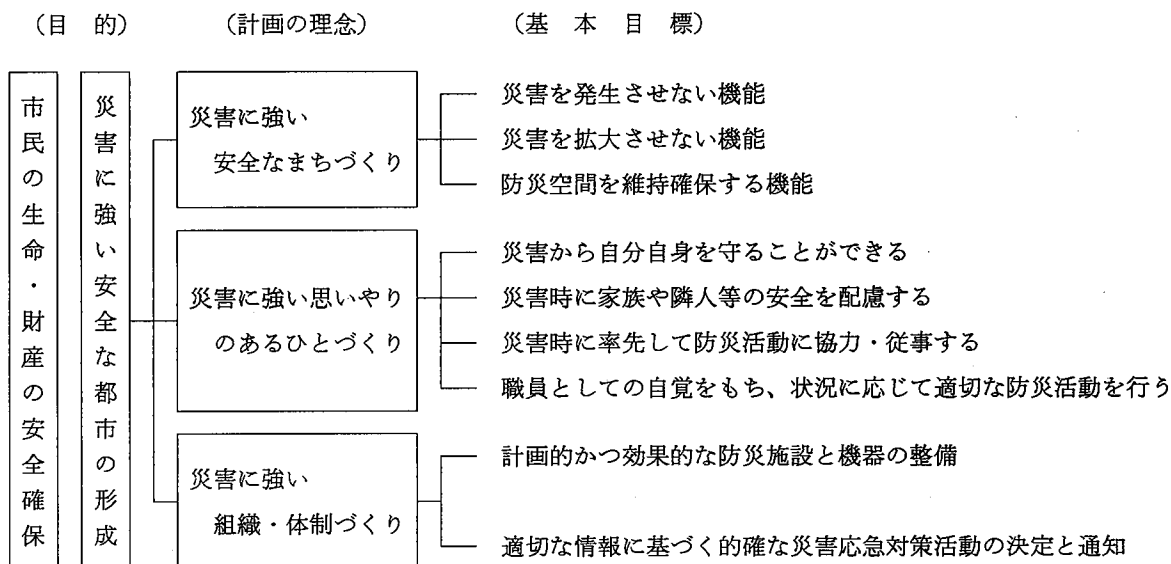 （目　的）　（計画の理念）　（基　本　目　標）
市民の生命・財産の安全確保
災害に強い安全な都市の形成
災害に強い
安全なまちづくり
災害を発生させない機能
災害を拡大させない機能
防災空間を維持確保する機能
災害に強い思いやり
のあるひとづくり
災害から自分自身を守ることができる
災害時に家族や隣人等の安全を配慮する
災害時に率先して防災活動に協力・従事する
職員としての自覚をもち、状況に応じて適切な防災活動を行う
災害に強い
組織・体制づくり
計画的かつ効果的な防災施設と機器の整備
適切な情報に基づく的確な災害応急対策活動の決定と通知